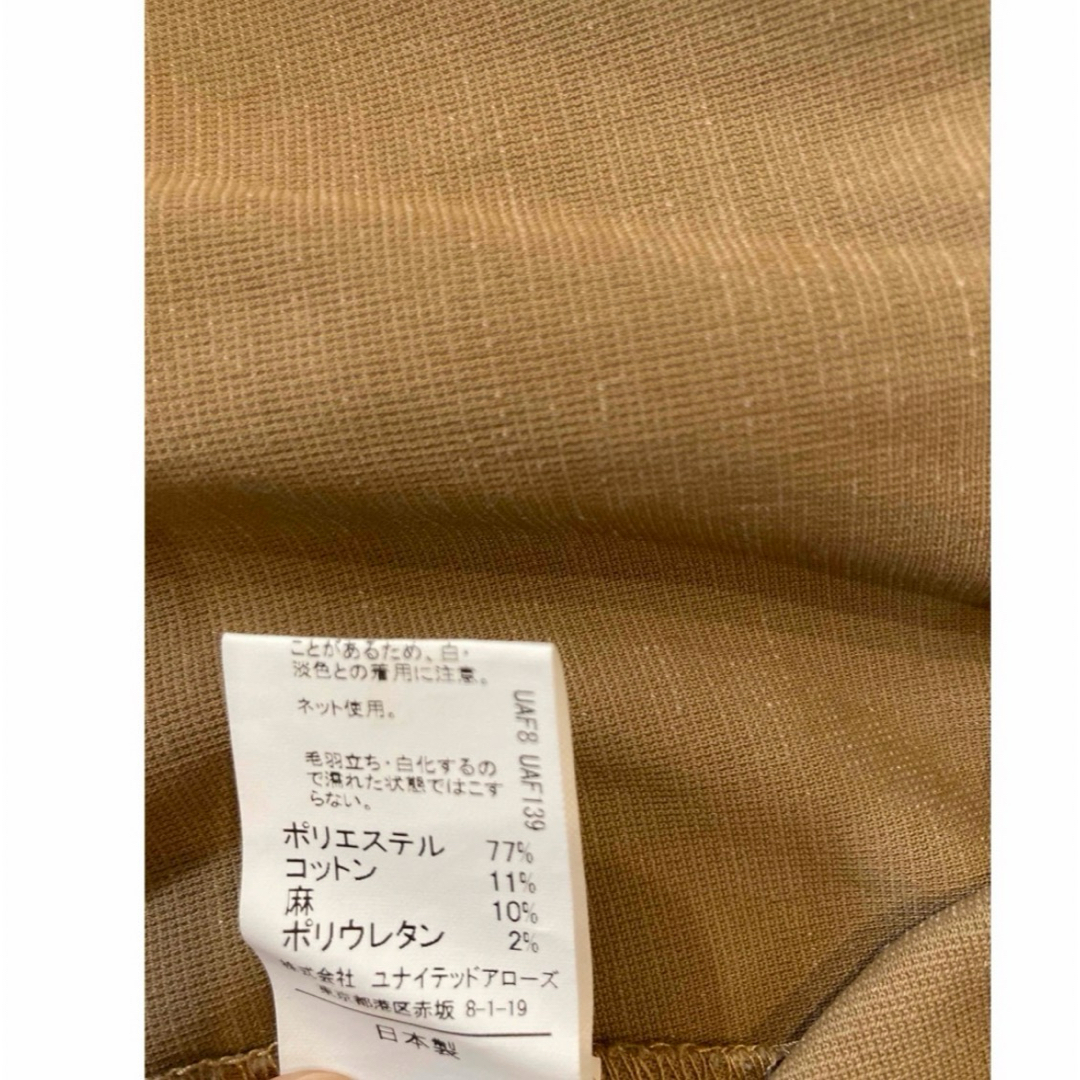 ことがあるため、白・
淡色との着用に注意。
ネット使用。
毛羽立ち・白化するの
で濡れた状態ではこす
らない。
UAF8 UAF139
ポリエステル 77%
コットン 11%
麻 10%
ポリウレタン 2%
株式会社 ユナイテッドアローズ
東京都港区赤坂 8-1-19
日本製